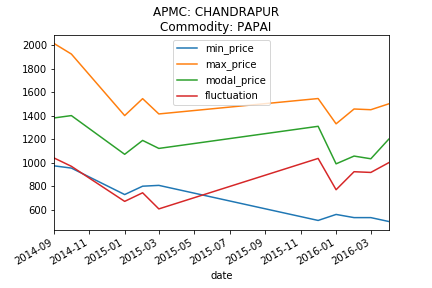 APMC: CHANDRAPUR
Commodity: PAPAI
min_price
max_price
modal_price
fluctuation
2000
1800
1600
1400
1200
1000
800
600
2014-09
2014-11
2015-01
2015-03
2015-05
2015-07
2015-09
2015-11
2016-01
2016-03
date